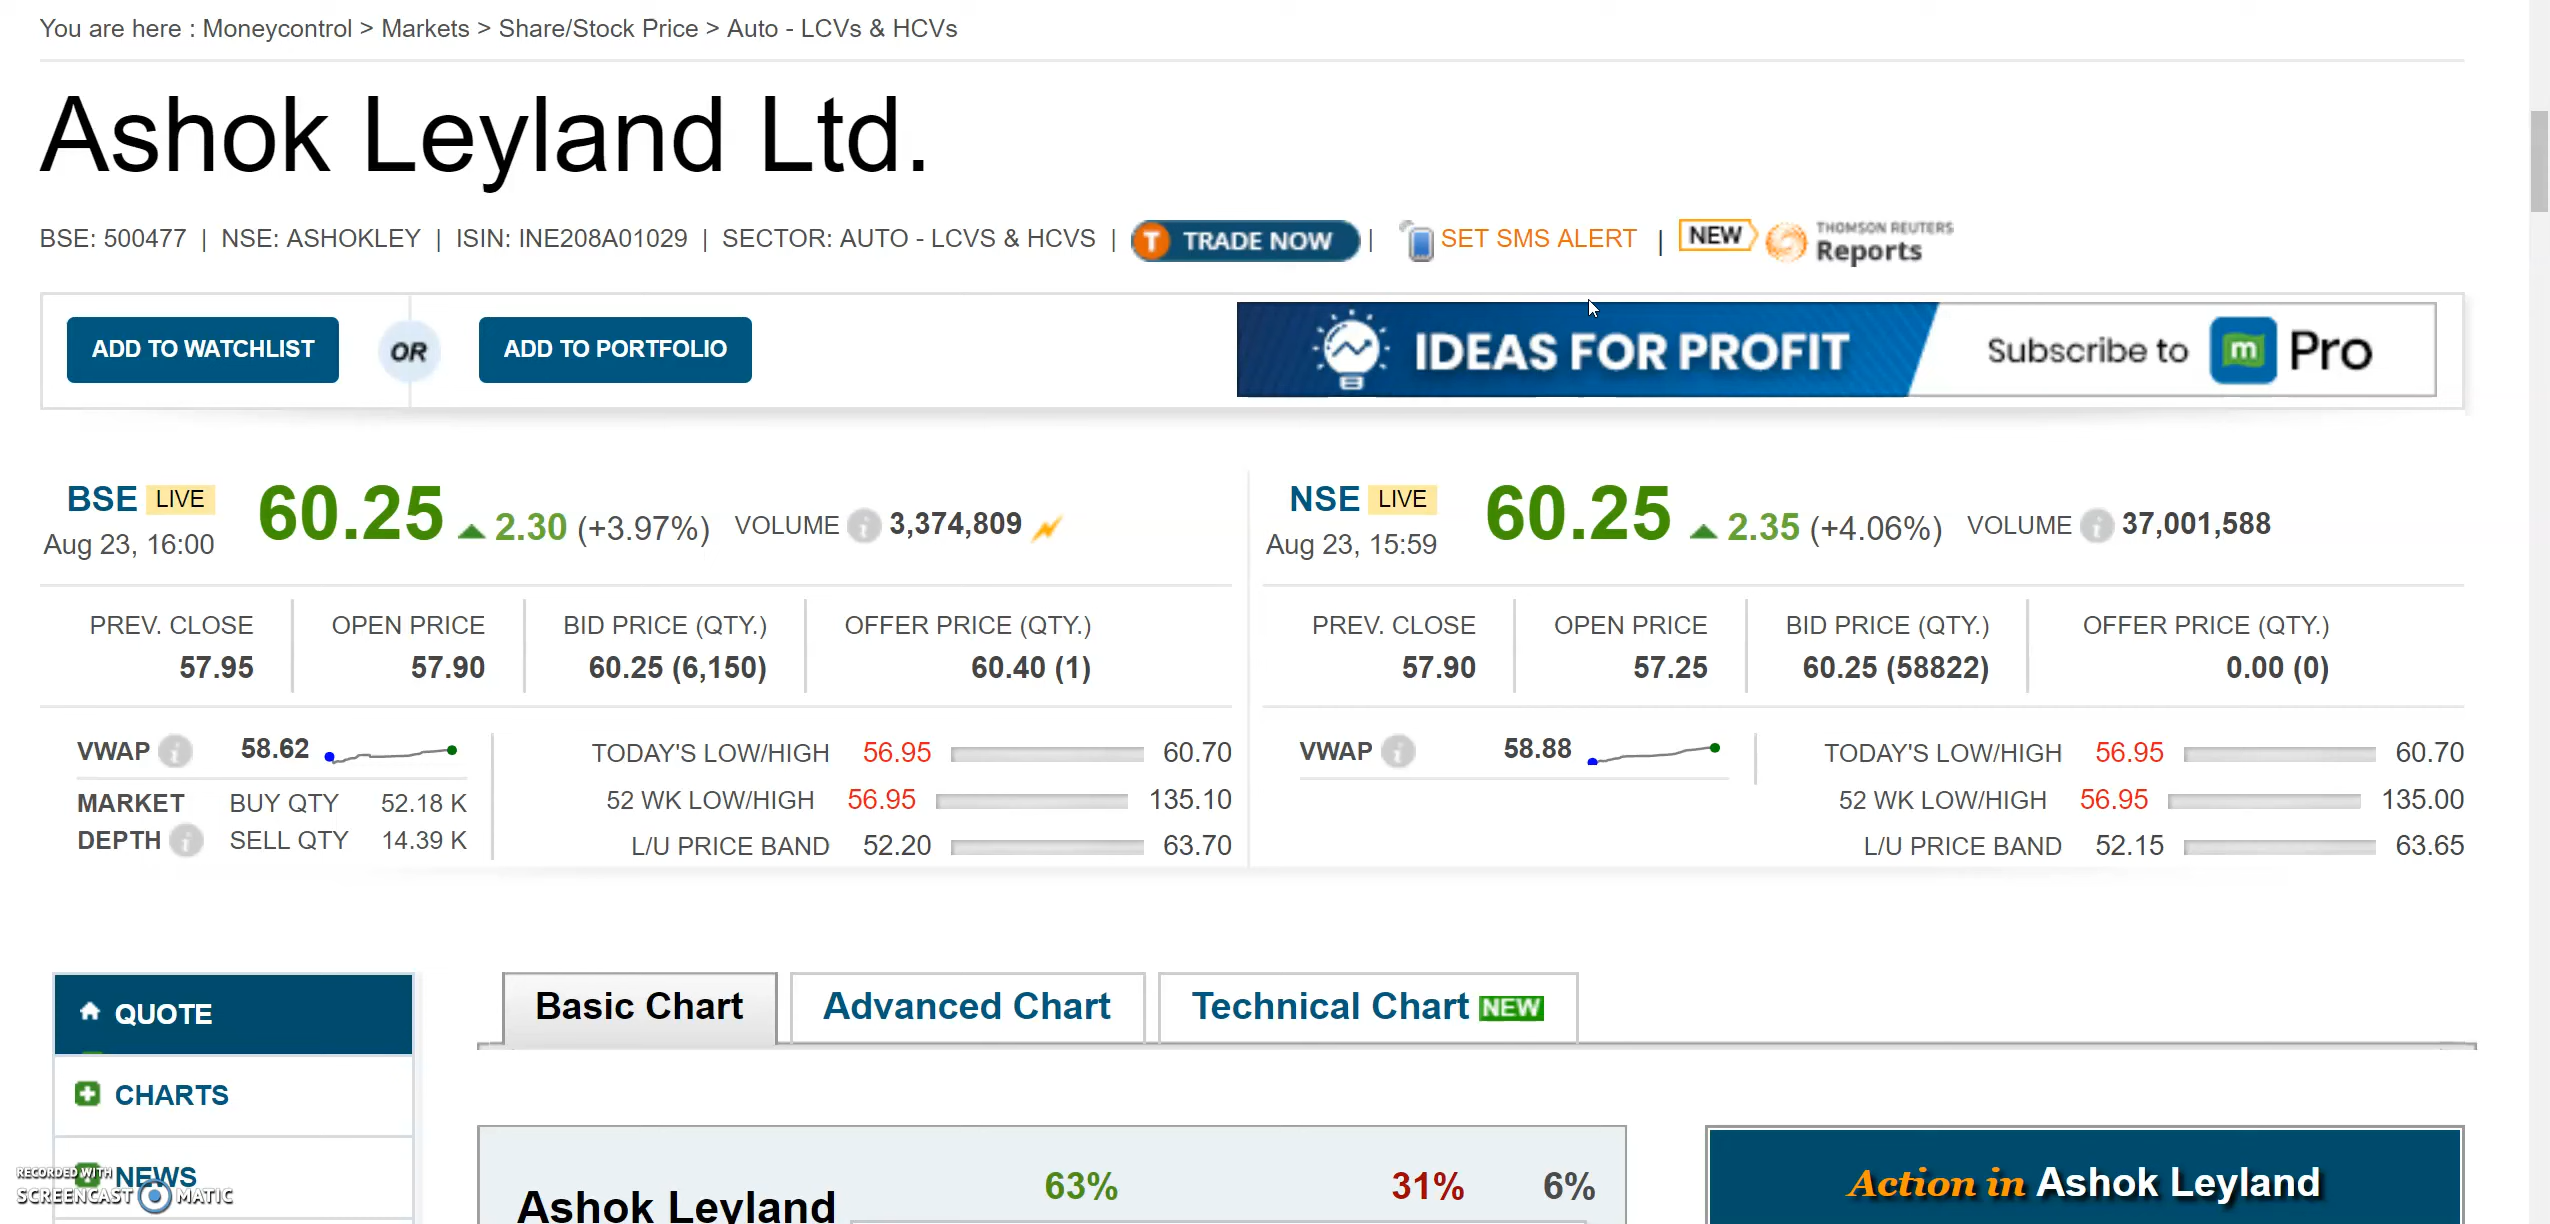 You are here : Moneycontrol > Markets > Share/Stock Price > Auto - LCVs & HCVs
Ashok Leyland Ltd.
BSE: 500477 | NSE: ASHOKLEY | ISIN: INE208A01029 | SECTOR: AUTO - LCVS & HCVS | T TRADE NOW | SET SMS ALERT | NEW THOMSON REUTERS Reports
ADD TO WATCHLIST OR ADD TO PORTFOLIO
IDEAS FOR PROFIT Subscribe to m Pro
BSE LIVE 60.25 2.30 (+3.97%) VOLUME 3,374,809
Aug 23, 16:00
PREV. CLOSE OPEN PRICE BID PRICE (QTY.) OFFER PRICE (QTY.)
57.95 57.90 60.25 (6,150) 60.40 (1)
VWAP 58.62
MARKET BUY QTY 52.18 K
DEPTH SELL QTY 14.39 K
TODAY'S LOW/HIGH 56.95 60.70
52 WK LOW/HIGH 56.95 135.10
L/U PRICE BAND 52.20 63.70
NSE LIVE 60.25 2.35 (+4.06%) VOLUME 37,001,588
Aug 23, 15:59
PREV. CLOSE OPEN PRICE BID PRICE (QTY.) OFFER PRICE (QTY.)
57.90 57.25 60.25 (58822) 0.00 (0)
VWAP 58.88
TODAY'S LOW/HIGH 56.95 60.70
52 WK LOW/HIGH 56.95 135.00
L/U PRICE BAND 52.15 63.65
QUOTE
CHARTS
NEWS
RECORDED WITH
SCREENCAST MATIC
Basic Chart Advanced Chart Technical Chart NEW
63% 31% 6%
Ashok Leyland
Action in Ashok Leyland